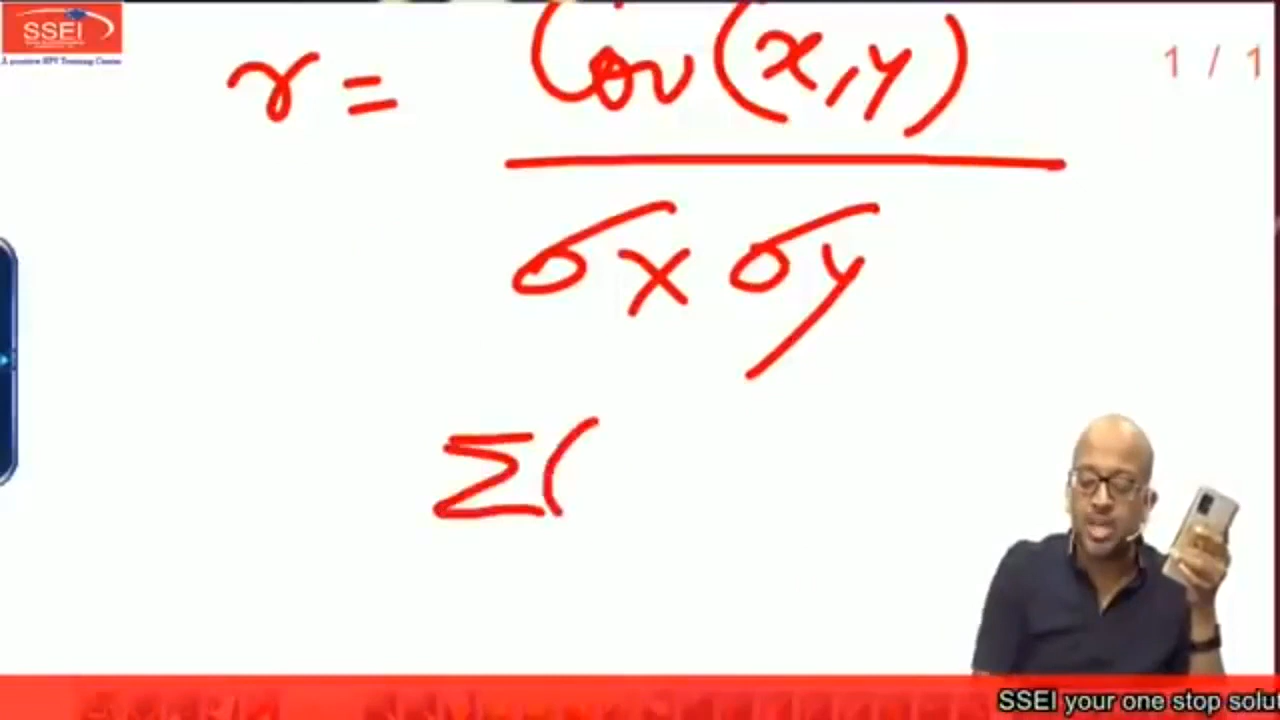 SSEI
r = Cov(x,y)
1 / 1
σx σy
Σ(
SSEI your one stop solu